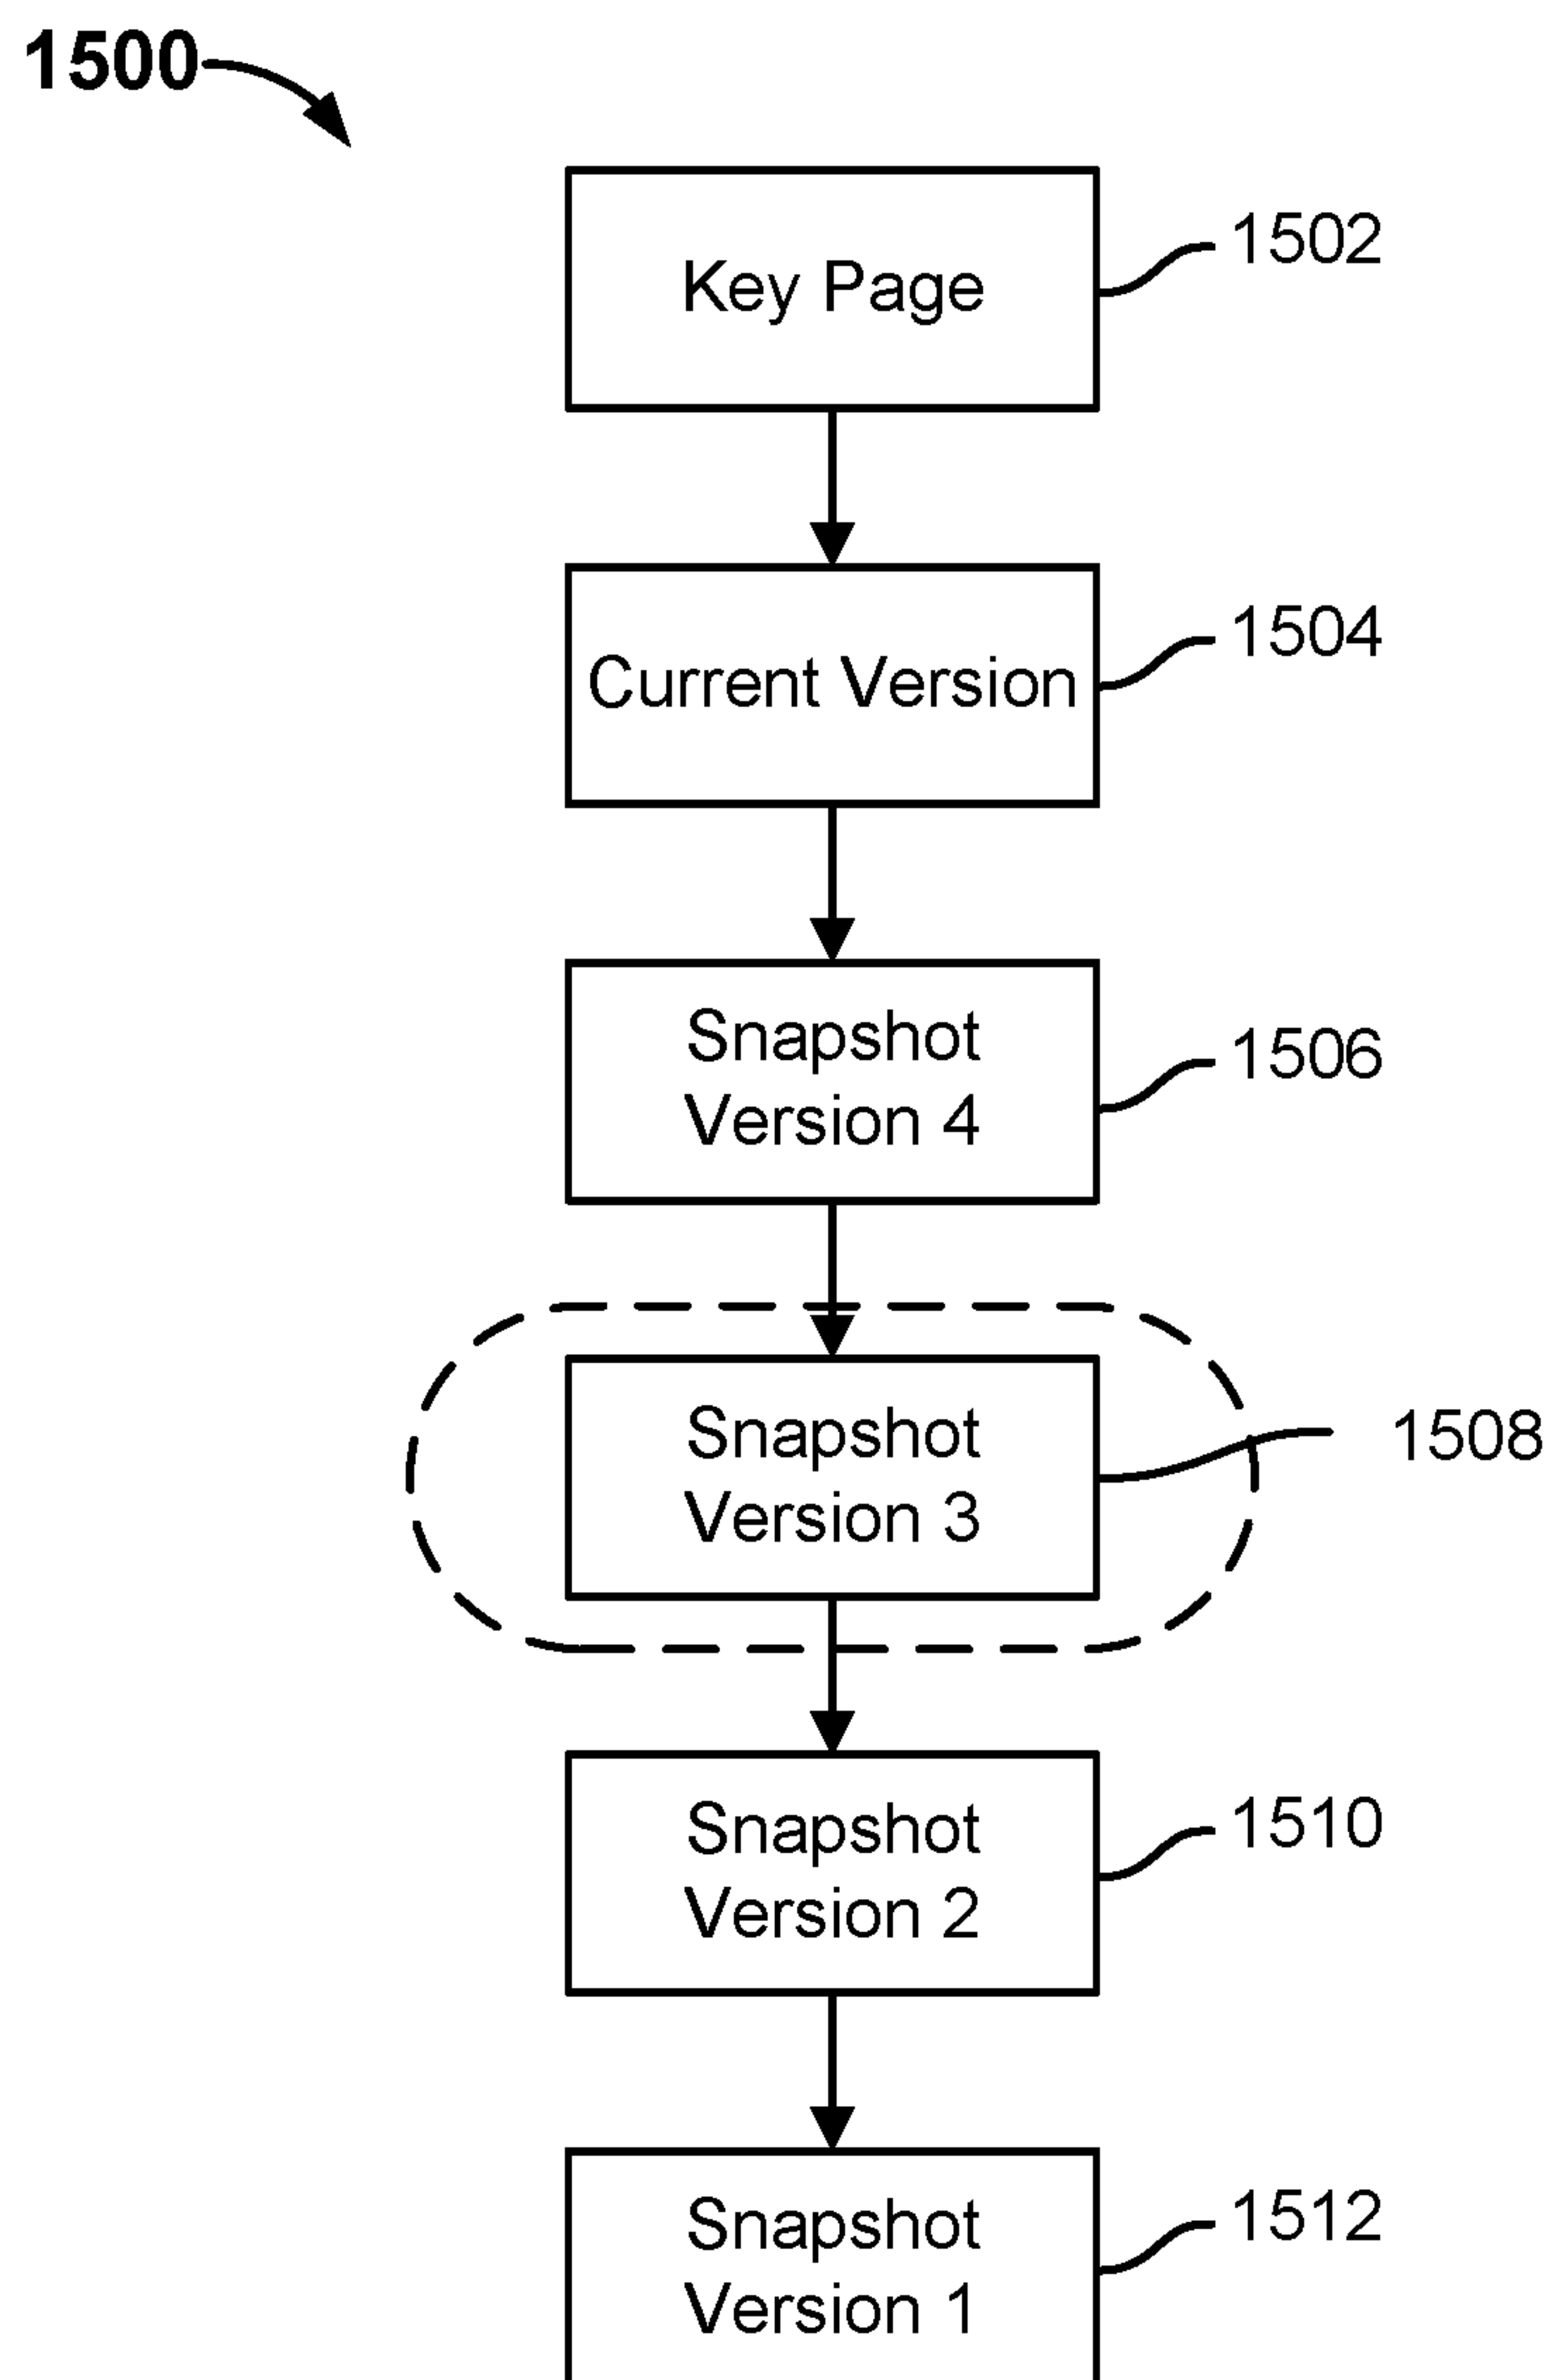 1500
Key Page
1502
Current Version
1504
Snapshot
Version 4
1506
Snapshot
Version 3
1508
Snapshot
Version 2
1510
Snapshot
Version 1
1512